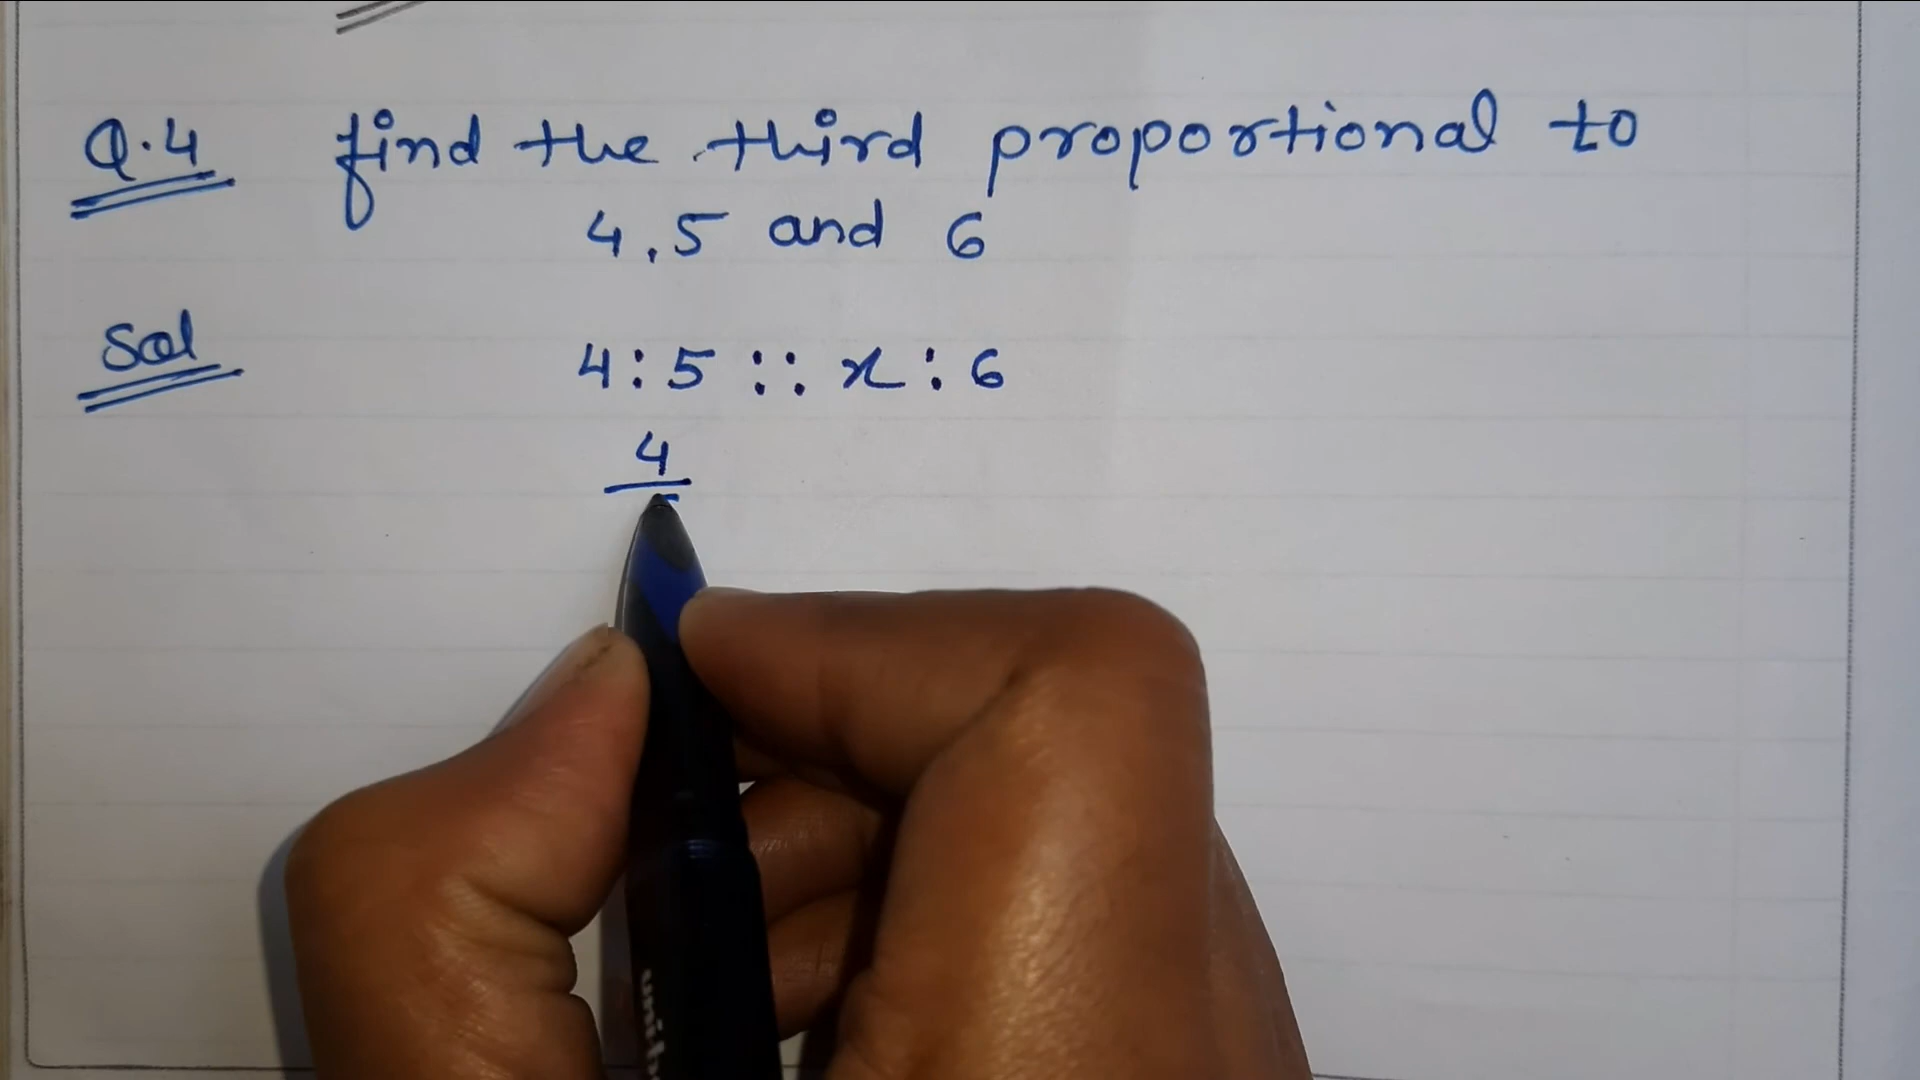 Q.4 find the third proportional to
4,5 and 6
Sol 4 : 5 :: x : 6
4